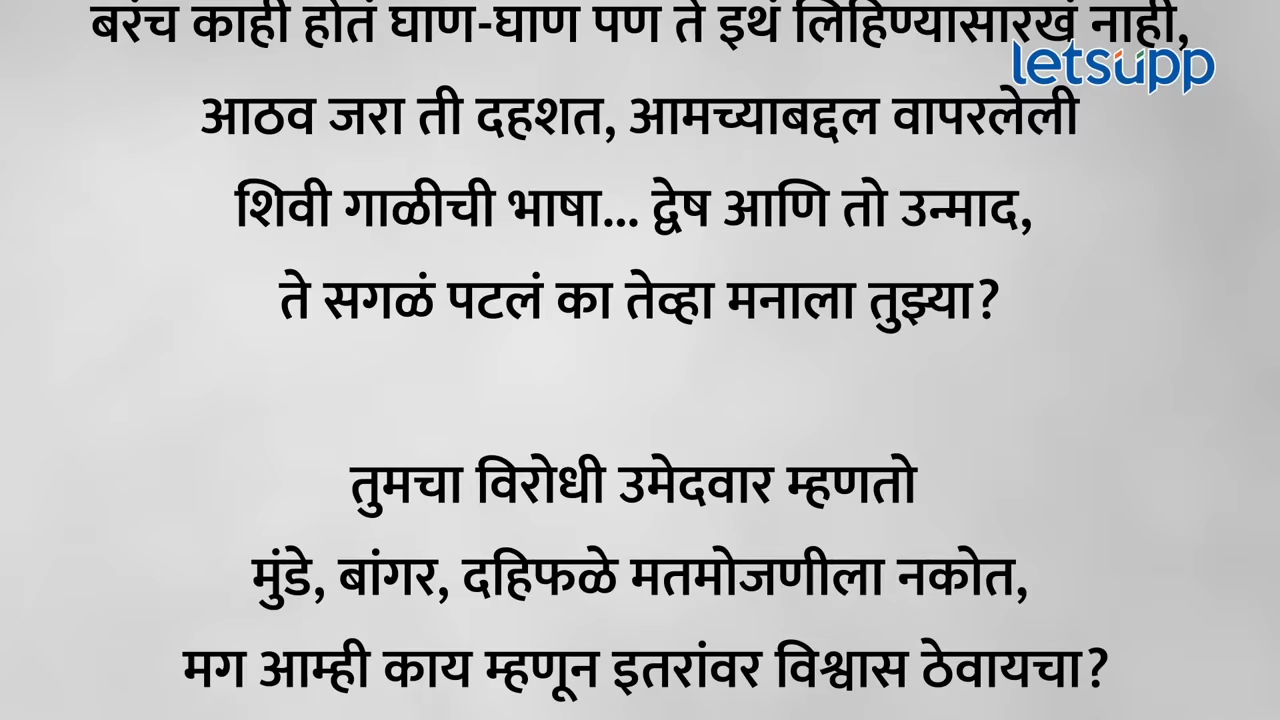 बरंच काही होतं घाण-घाण पण ते इथं लिहिण्यासारखं नाही,
letsupp
आठव जरा ती दहशत, आमच्याबद्दल वापरलेली
शिवी गाळीची भाषा... द्वेष आणि तो उन्माद,
ते सगळं पटलं का तेव्हा मनाला तुझ्या?
तुमचा विरोधी उमेदवार म्हणतो
मुंडे, बांगर, दहिफळे मतमोजणीला नकोत,
मग आम्ही काय म्हणून इतरांवर विश्वास ठेवायचा?